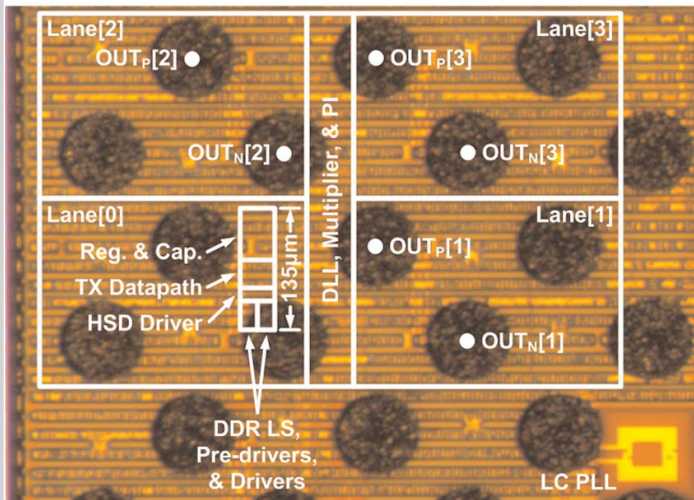 Lane[2]
OUTP[2]
OUTN[2]
Lane[3]
OUTP[3]
OUTN[3]
DLL, Multiplier, & PI
Lane[0]
Reg. & Cap.
TX Datapath
HSD Driver
135μm
DDR LS,
Pre-drivers,
& Drivers
Lane[1]
OUTP[1]
OUTN[1]
LC PLL